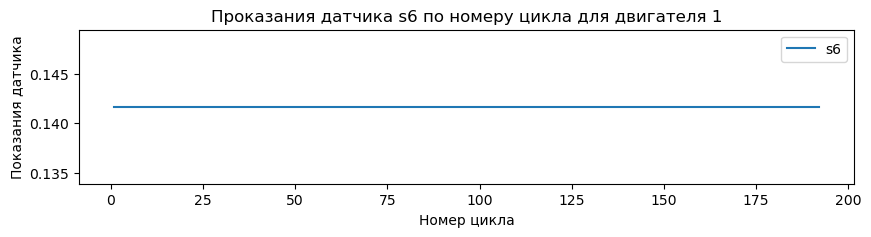 Проказания датчика s6 по номеру цикла для двигателя 1
s6
Показания датчика
0.145
0.140
0.135
0 25 50 75 100 125 150 175 200
Номер цикла